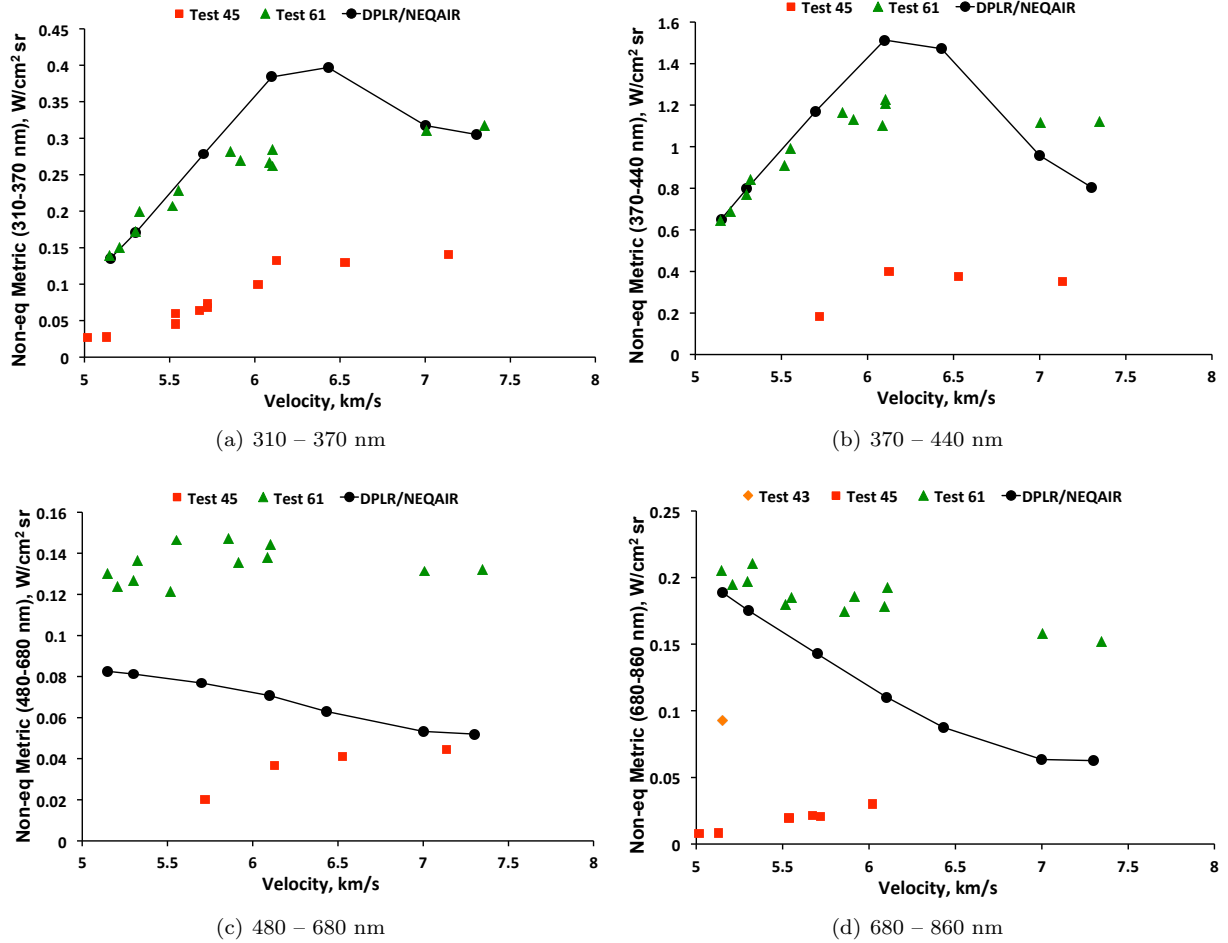 Test 45 Test 61 DPLR/NEQAIR
Non-eq Metric (310-370 nm), W/cm² sr
0.45
0.4
0.35
0.3
0.25
0.2
0.15
0.1
0.05
0
5 5.5 6 6.5 7 7.5 8
Velocity, km/s
(a) 310 – 370 nm
Test 45 Test 61 DPLR/NEQAIR
Non-eq Metric (370-440 nm), W/cm² sr
1.6
1.4
1.2
1
0.8
0.6
0.4
0.2
0
5 5.5 6 6.5 7 7.5 8
Velocity, km/s
(b) 370 – 440 nm
Test 45 Test 61 DPLR/NEQAIR
Non-eq Metric (480-680 nm), W/cm² sr
0.16
0.14
0.12
0.1
0.08
0.06
0.04
0.02
0
5 5.5 6 6.5 7 7.5 8
Velocity, km/s
(c) 480 – 680 nm
Test 43 Test 45 Test 61 DPLR/NEQAIR
Non-eq Metric (680-860 nm), W/cm² sr
0.25
0.2
0.15
0.1
0.05
0
5 5.5 6 6.5 7 7.5 8
Velocity, km/s
(d) 680 – 860 nm